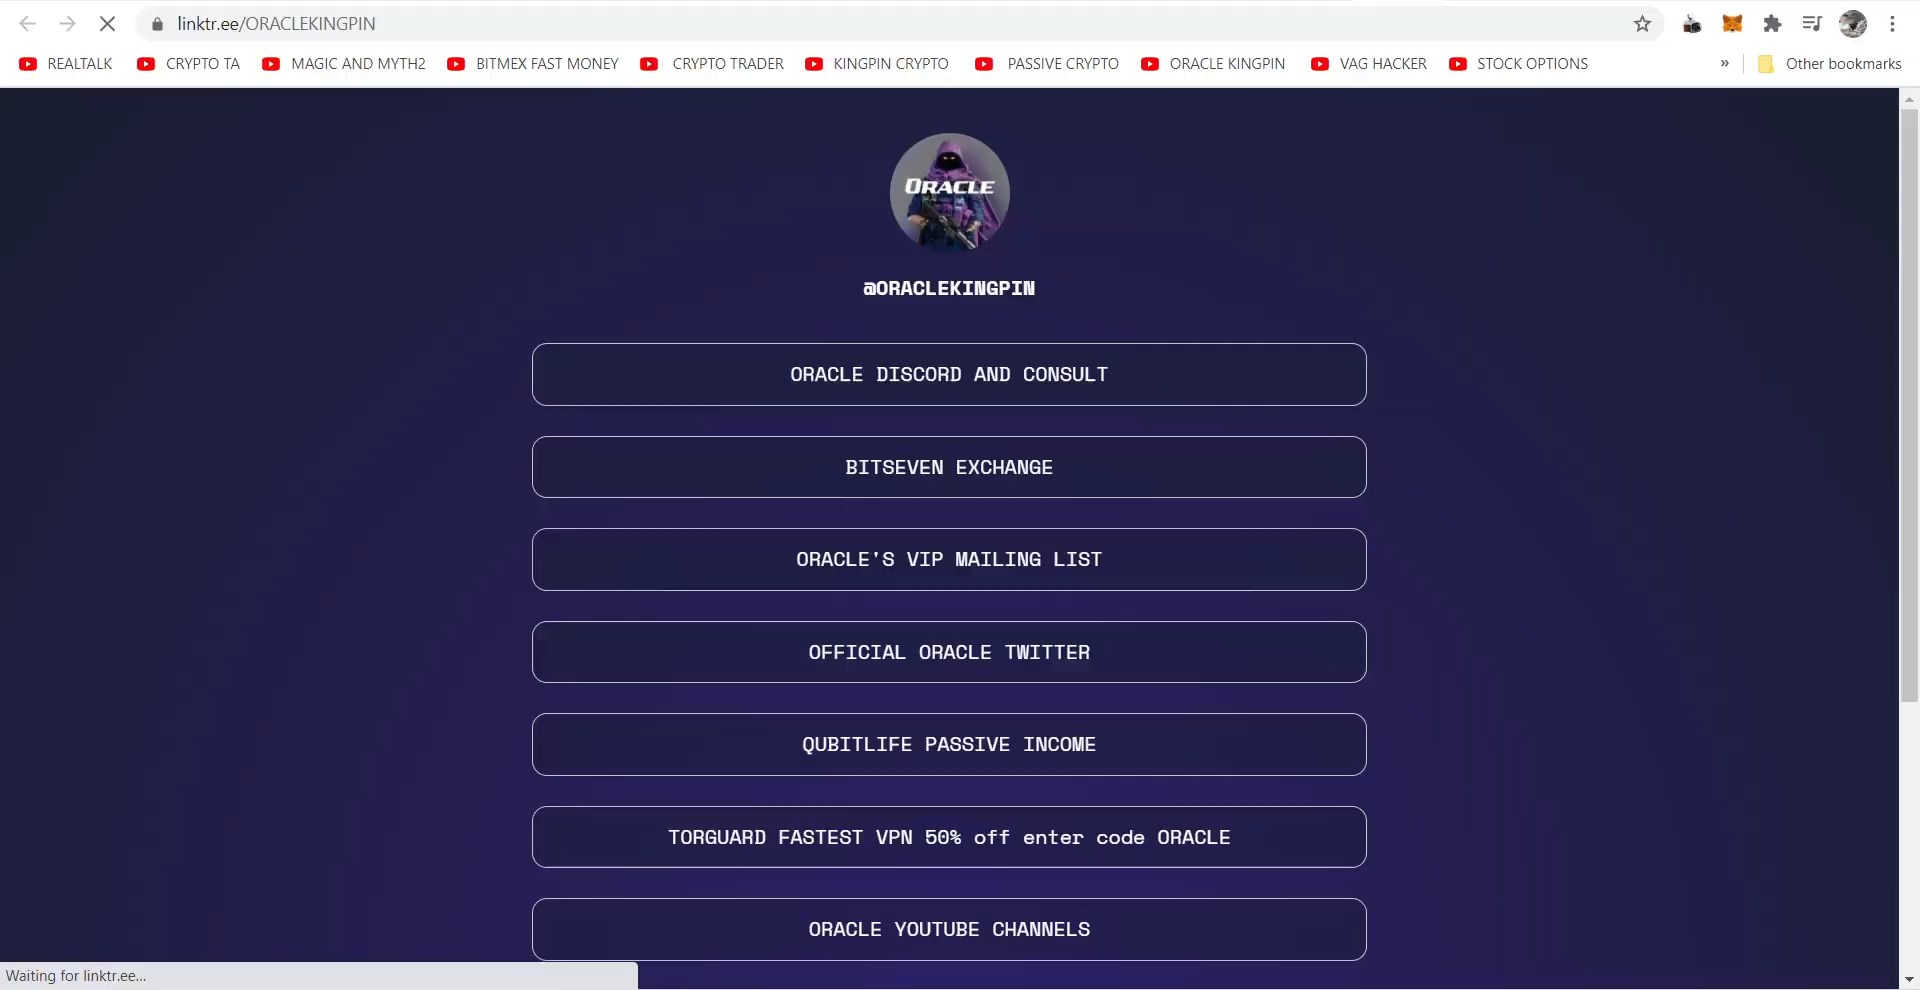 linktr.ee/ORACLEKINGPIN
REALTALK CRYPTO TA MAGIC AND MYTH2 BITMEX FAST MONEY CRYPTO TRADER KINGPIN CRYPTO PASSIVE CRYPTO ORACLE KINGPIN VAG HACKER STOCK OPTIONS » Other bookmarks
ORACLE
@ORACLEKINGPIN
ORACLE DISCORD AND CONSULT
BITSEVEN EXCHANGE
ORACLE'S VIP MAILING LIST
OFFICIAL ORACLE TWITTER
QUBITLIFE PASSIVE INCOME
TORGUARD FASTEST VPN 50% off enter code ORACLE
ORACLE YOUTUBE CHANNELS
Waiting for linktr.ee...